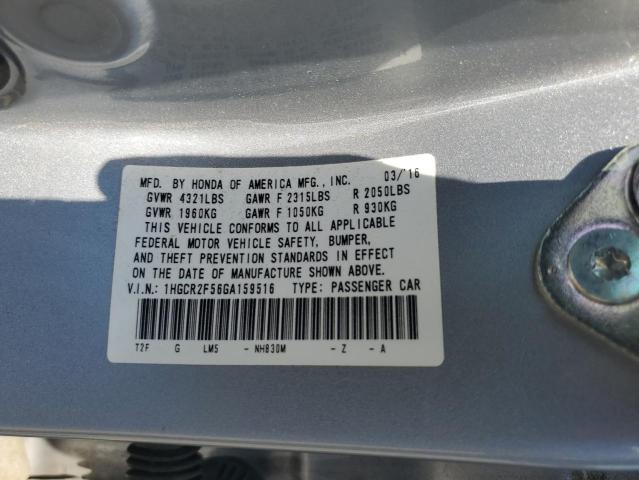 MFD. BY HONDA OF AMERICA MFG., INC. 03/'16
GVWR 4321LBS GAWR F 2315LBS R 2050LBS
GVWR 1960KG GAWR F 1050KG R 930KG
THIS VEHICLE CONFORMS TO ALL APPLICABLE
FEDERAL MOTOR VEHICLE SAFETY, BUMPER,
AND THEFT PREVENTION STANDARDS IN EFFECT
ON THE DATE OF MANUFACTURE SHOWN ABOVE.
V.I.N.: 1HGCR2F56GA159516 TYPE: PASSENGER CAR
T2F G LM5 - NH830M - Z - A